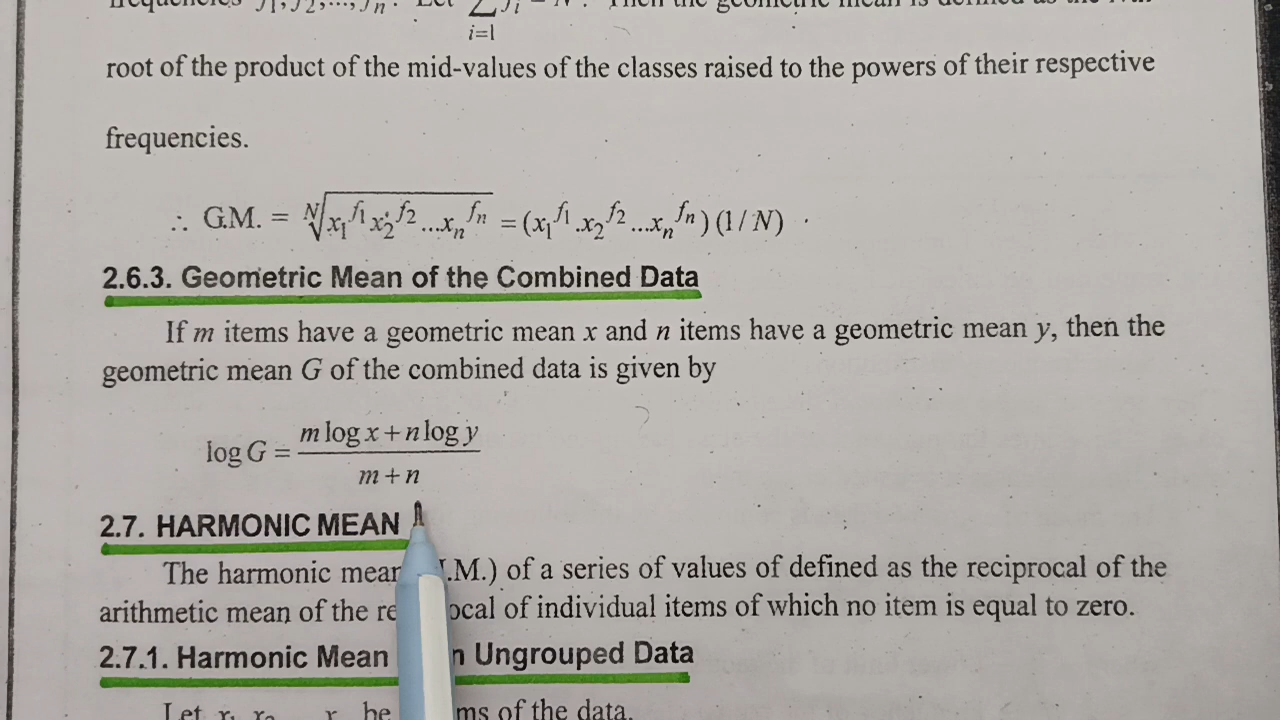 root of the product of the mid-values of the classes raised to the powers of their respective
frequencies.
∴ G.M. = ᴺ√(x₁^f₁ x₂^f₂ ...xₙ^fₙ) = (x₁^f₁ .x₂^f₂ ...xₙ^fₙ) (1/N)
2.6.3. Geometric Mean of the Combined Data
If m items have a geometric mean x and n items have a geometric mean y, then the
geometric mean G of the combined data is given by
log G = (m log x + n log y) / (m + n)
2.7. HARMONIC MEAN
The harmonic .M.) of a series of values of defined as the reciprocal of the
arithmetic mean of the of individual items of which no item is equal to zero.
2.7.1. Harmonic Mean Ungrouped Data
Let of the data.